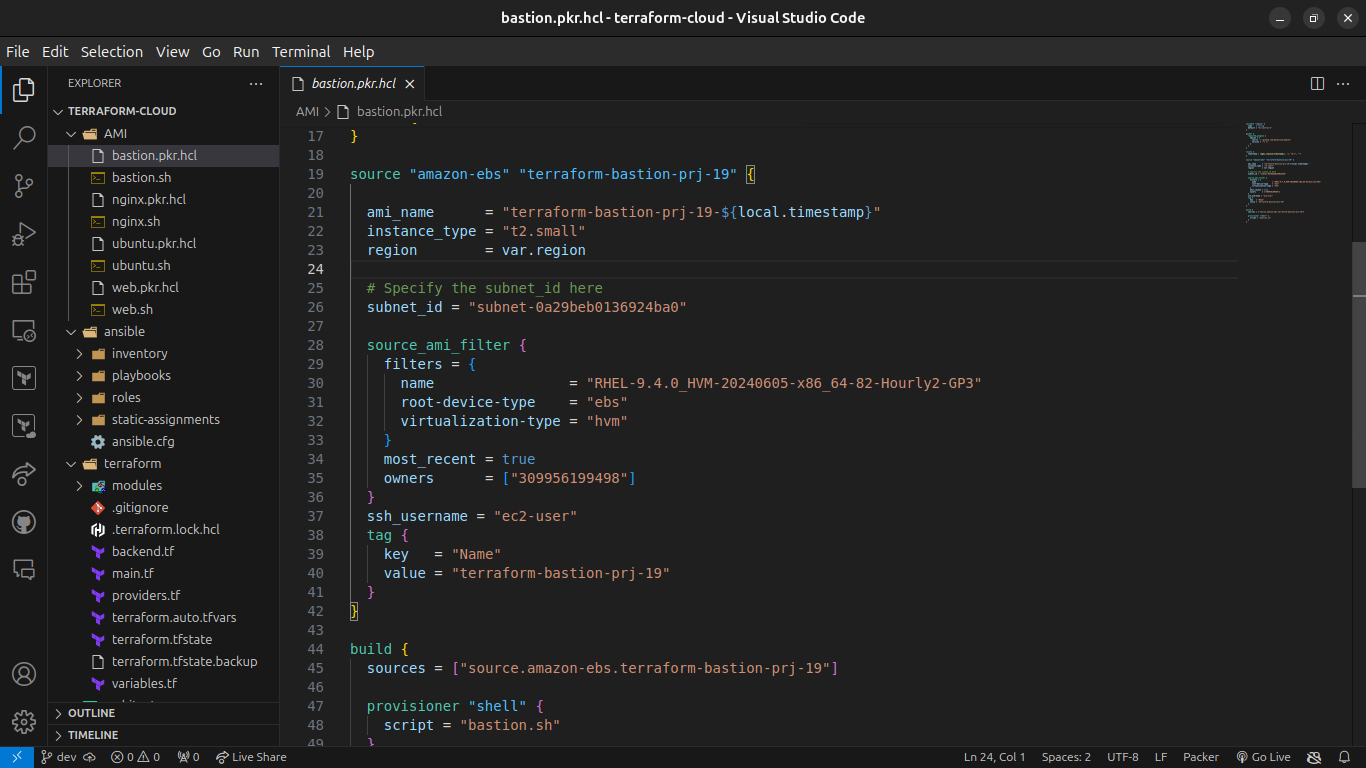 bastion.pkr.hcl - terraform-cloud - Visual Studio Code
File Edit Selection View Go Run Terminal Help
EXPLORER
TERRAFORM-CLOUD
AMI
bastion.pkr.hcl
bastion.sh
nginx.pkr.hcl
nginx.sh
ubuntu.pkr.hcl
ubuntu.sh
web.pkr.hcl
web.sh
ansible
inventory
playbooks
roles
static-assignments
ansible.cfg
terraform
modules
.gitignore
.terraform.lock.hcl
backend.tf
main.tf
providers.tf
terraform.auto.tfvars
terraform.tfstate
terraform.tfstate.backup
variables.tf
OUTLINE
TIMELINE
bastion.pkr.hcl
AMI > bastion.pkr.hcl
17 }
18
19 source "amazon-ebs" "terraform-bastion-prj-19" {
20
21 ami_name      = "terraform-bastion-prj-19-${local.timestamp}"
22 instance_type = "t2.small"
23 region        = var.region
24
25 # Specify the subnet_id here
26 subnet_id = "subnet-0a29beb0136924ba0"
27
28 source_ami_filter {
29 filters = {
30 name                = "RHEL-9.4.0_HVM-20240605-x86_64-82-Hourly2-GP3"
31 root-device-type    = "ebs"
32 virtualization-type = "hvm"
33 }
34 most_recent = true
35 owners      = ["309956199498"]
36 }
37 ssh_username = "ec2-user"
38 tag {
39 key   = "Name"
40 value = "terraform-bastion-prj-19"
41 }
42 }
43
44 build {
45 sources = ["source.amazon-ebs.terraform-bastion-prj-19"]
46
47 provisioner "shell" {
48 script = "bastion.sh"
49 }
dev 0 0 0 Live Share Ln 24, Col 1 Spaces: 2 UTF-8 LF Packer Go Live